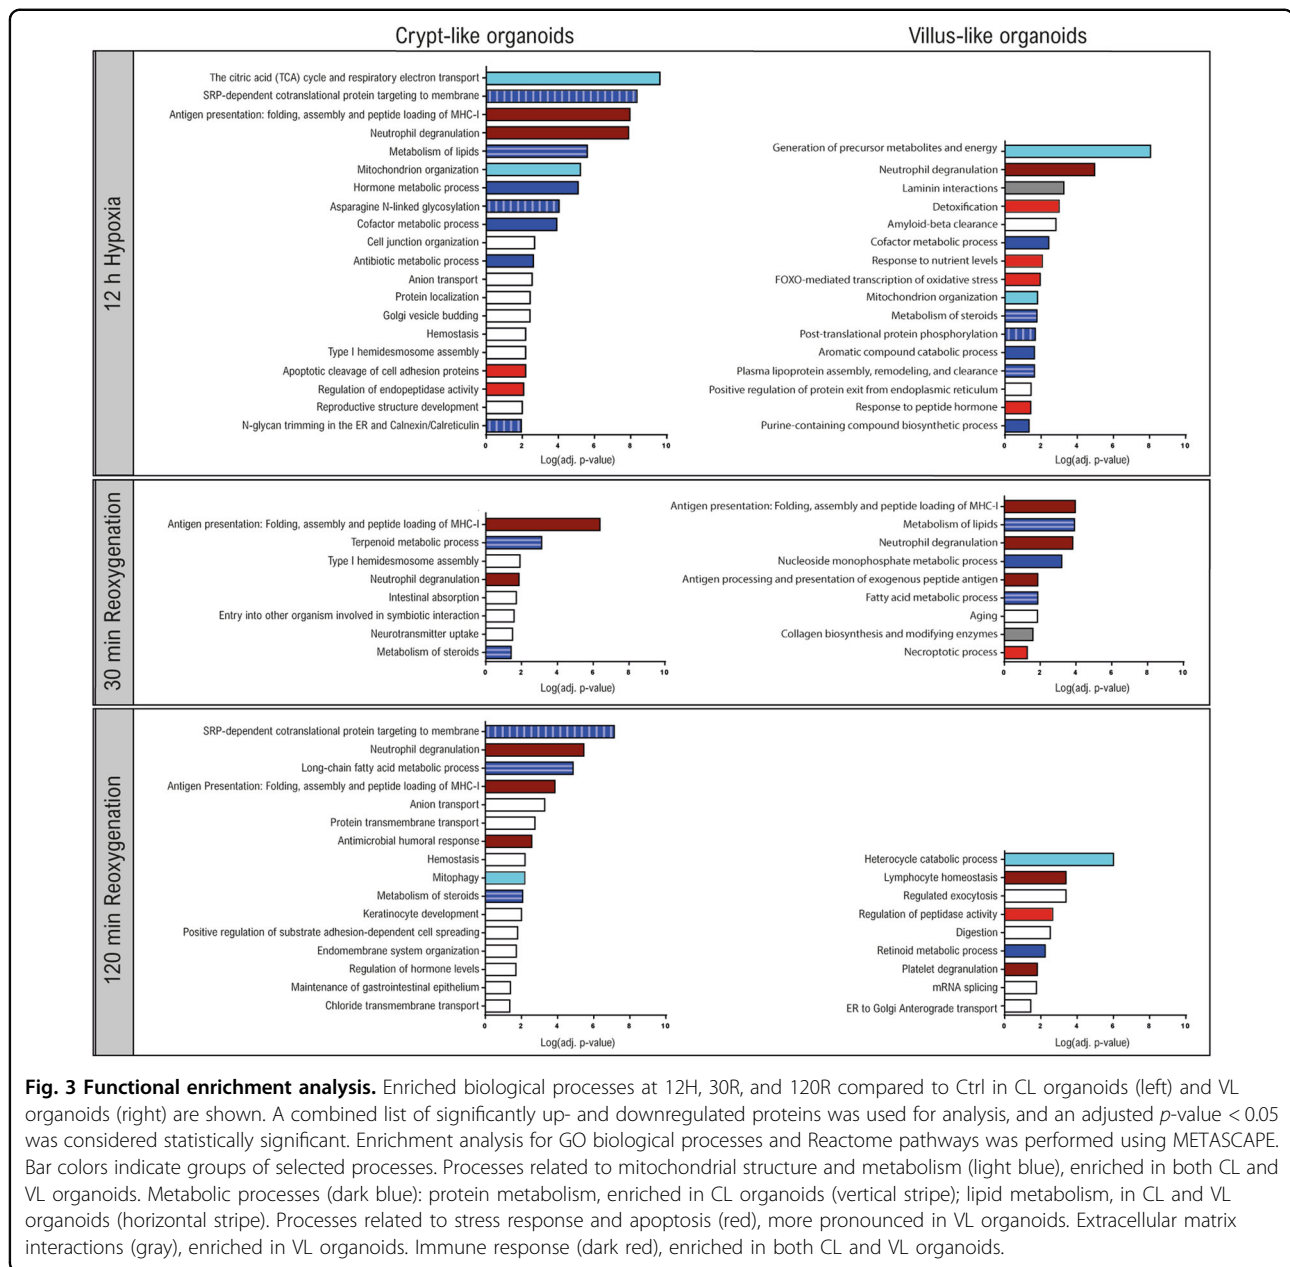 Crypt-like organoids
Villus-like organoids
12 h Hypoxia
The citric acid (TCA) cycle and respiratory electron transport
SRP-dependent cotranslational protein targeting to membrane
Antigen presentation: folding, assembly and peptide loading of MHC-I
Neutrophil degranulation
Metabolism of lipids
Mitochondrion organization
Hormone metabolic process
Asparagine N-linked glycosylation
Cofactor metabolic process
Cell junction organization
Antibiotic metabolic process
Anion transport
Protein localization
Golgi vesicle budding
Hemostasis
Type I hemidesmosome assembly
Apoptotic cleavage of cell adhesion proteins
Regulation of endopeptidase activity
Reproductive structure development
N-glycan trimming in the ER and Calnexin/Calreticulin
0 2 4 6 8 10
Log(adj. p-value)
Generation of precursor metabolites and energy
Neutrophil degranulation
Laminin interactions
Detoxification
Amyloid-beta clearance
Cofactor metabolic process
Response to nutrient levels
FOXO-mediated transcription of oxidative stress
Mitochondrion organization
Metabolism of steroids
Post-translational protein phosphorylation
Aromatic compound catabolic process
Plasma lipoprotein assembly, remodeling, and clearance
Positive regulation of protein exit from endoplasmic reticulum
Response to peptide hormone
Purine-containing compound biosynthetic process
0 2 4 6 8 10
Log(adj. p-value)
30 min Reoxygenation
Antigen presentation: Folding, assembly and peptide loading of MHC-I
Terpenoid metabolic process
Type I hemidesmosome assembly
Neutrophil degranulation
Intestinal absorption
Entry into other organism involved in symbiotic interaction
Neurotransmitter uptake
Metabolism of steroids
0 2 4 6 8 10
Log(adj. p-value)
Antigen presentation: Folding, assembly and peptide loading of MHC-I
Metabolism of lipids
Neutrophil degranulation
Nucleoside monophosphate metabolic process
Antigen processing and presentation of exogenous peptide antigen
Fatty acid metabolic process
Aging
Collagen biosynthesis and modifying enzymes
Necroptotic process
0 2 4 6 8 10
Log(adj. p-value)
120 min Reoxygenation
SRP-dependent cotranslational protein targeting to membrane
Neutrophil degranulation
Long-chain fatty acid metabolic process
Antigen Presentation: Folding, assembly and peptide loading of MHC-I
Anion transport
Protein transmembrane transport
Antimicrobial humoral response
Hemostasis
Mitophagy
Metabolism of steroids
Keratinocyte development
Positive regulation of substrate adhesion-dependent cell spreading
Endomembrane system organization
Regulation of hormone levels
Maintenance of gastrointestinal epithelium
Chloride transmembrane transport
0 2 4 6 8 10
Log(adj. p-value)
Heterocycle catabolic process
Lymphocyte homeostasis
Regulated exocytosis
Regulation of peptidase activity
Digestion
Retinoid metabolic process
Platelet degranulation
mRNA splicing
ER to Golgi Anterograde transport
0 2 4 6 8 10
Log(adj. p-value)
Fig. 3 Functional enrichment analysis. Enriched biological processes at 12H, 30R, and 120R compared to Ctrl in CL organoids (left) and VL
organoids (right) are shown. A combined list of significantly up- and downregulated proteins was used for analysis, and an adjusted p-value < 0.05
was considered statistically significant. Enrichment analysis for GO biological processes and Reactome pathways was performed using METASCAPE.
Bar colors indicate groups of selected processes. Processes related to mitochondrial structure and metabolism (light blue), enriched in both CL and
VL organoids. Metabolic processes (dark blue): protein metabolism, enriched in CL organoids (vertical stripe); lipid metabolism, in CL and VL
organoids (horizontal stripe). Processes related to stress response and apoptosis (red), more pronounced in VL organoids. Extracellular matrix
interactions (gray), enriched in VL organoids. Immune response (dark red), enriched in both CL and VL organoids.